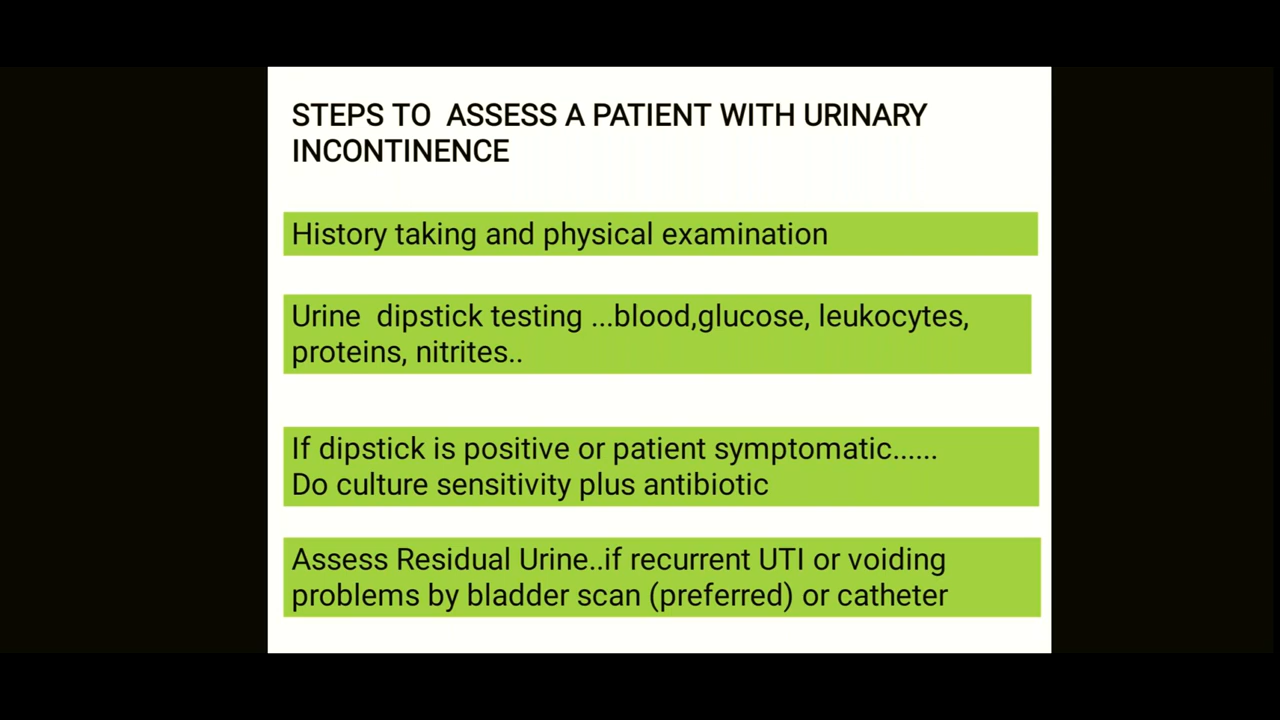 STEPS TO  ASSESS A PATIENT WITH URINARY
INCONTINENCE
History taking and physical examination
Urine  dipstick testing ...blood,glucose, leukocytes,
proteins, nitrites..
If dipstick is positive or patient symptomatic......
Do culture sensitivity plus antibiotic
Assess Residual Urine..if recurrent UTI or voiding
problems by bladder scan (preferred) or catheter